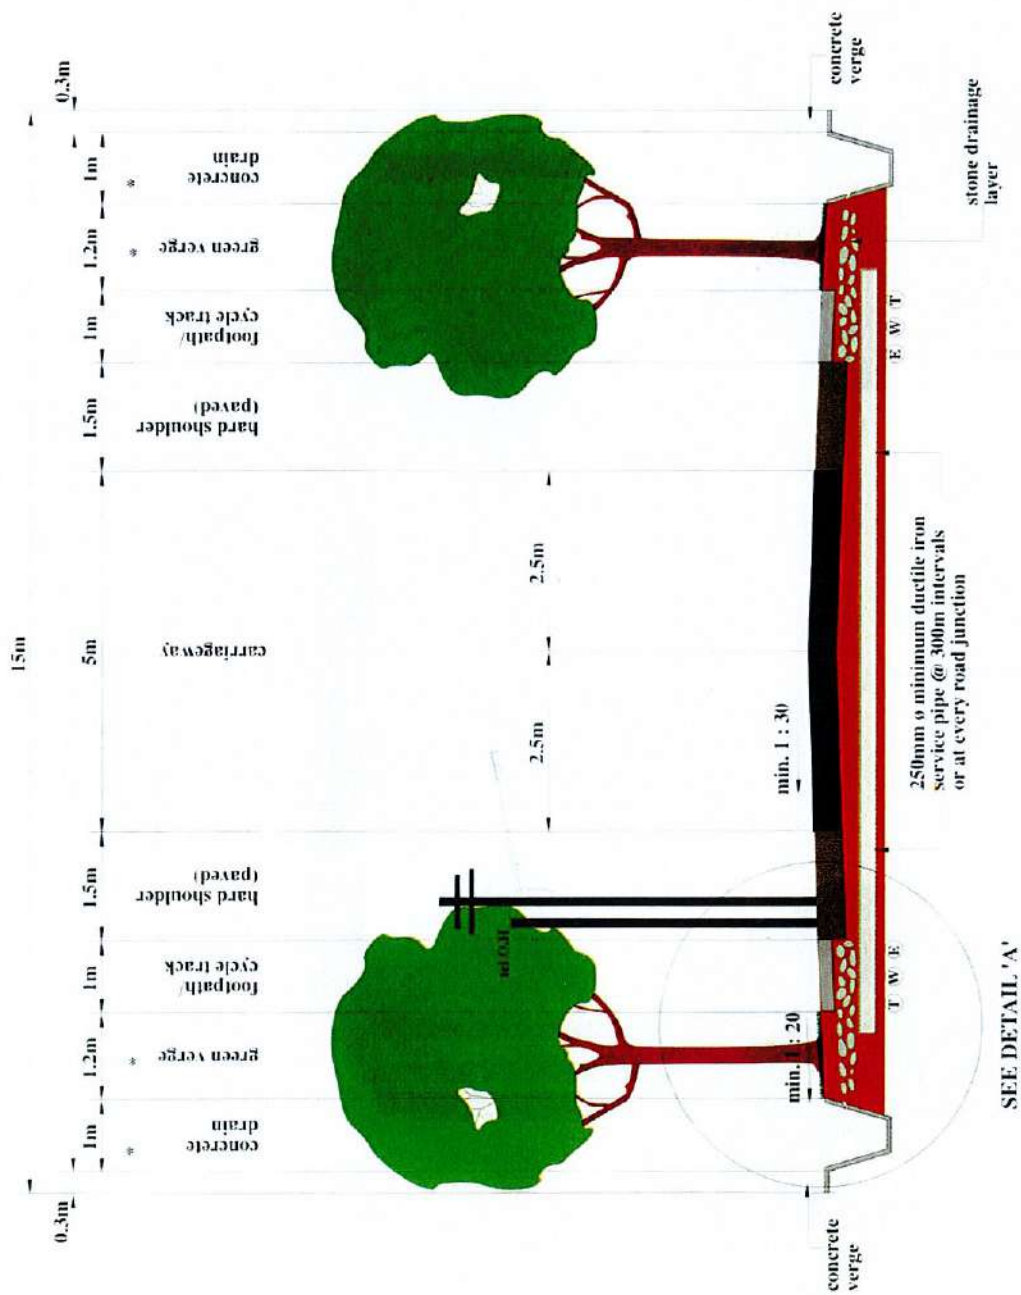 15m
0.3m
1m
1.2m
1m
1.5m
5m
1.5m
1m
1.2m
1m
0.3m
*
concrete
drain
*
green verge
footpath/
cycle track
hard shoulder
(paved)
carriageway
hard shoulder
(paved)
footpath/
cycle track
*
green verge
*
concrete
drain
2.5m
2.5m
min. 1 : 20
min. 1 : 30
concrete
verge
concrete
verge
T W E
E W T
250mm ø minimum ductile iron
service pipe @ 300m intervals
or at every road junction
stone drainage
layer
SEE DETAIL 'A'